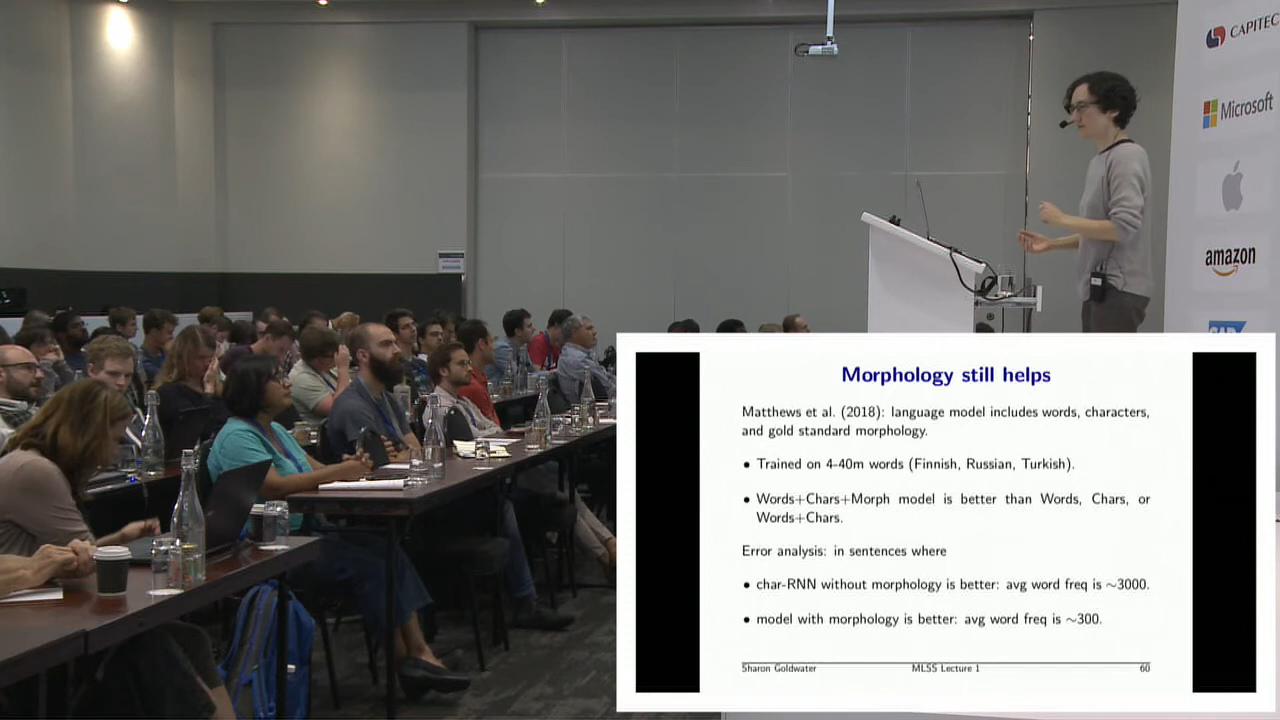 CAPITEC
Microsoft
amazon
SAP
Morphology still helps
Matthews et al. (2018): language model includes words, characters,
and gold standard morphology.
• Trained on 4-40m words (Finnish, Russian, Turkish).
• Words+Chars+Morph model is better than Words, Chars, or
Words+Chars.
Error analysis: in sentences where
• char-RNN without morphology is better: avg word freq is ∼3000.
• model with morphology is better: avg word freq is ∼300.
Sharon Goldwater MLSS Lecture 1 60